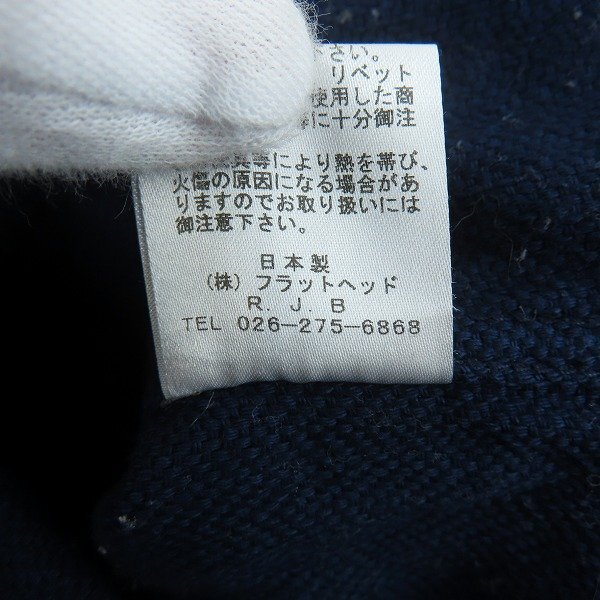 さい。
リベット
使用した商
に十分御注
等により熱を帯び、
火傷の原因になる場合があ
りますのでお取り扱いには
御注意下さい。
日本製
(株) フラットヘッド
R. J. B
TEL 026-275-6868